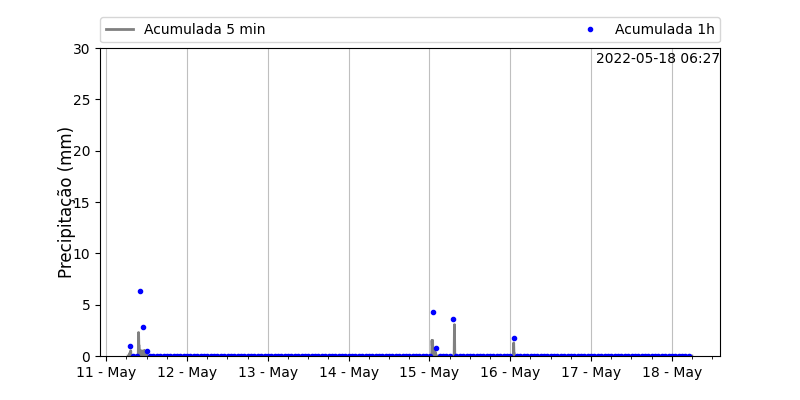 Acumulada 5 min
Acumulada 1h
2022-05-18 06:27
Precipitação (mm)
30
25
20
15
10
5
0
11 - May
12 - May
13 - May
14 - May
15 - May
16 - May
17 - May
18 - May